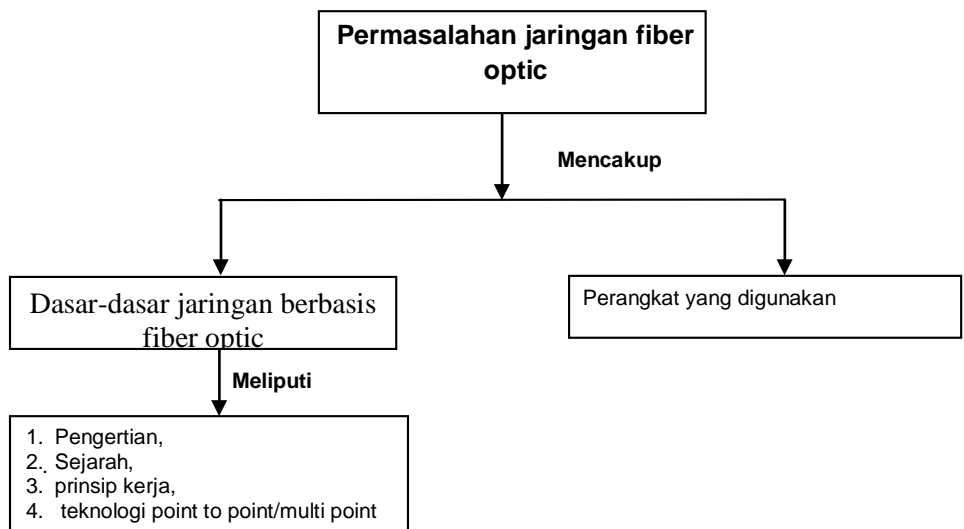 Permasalahan jaringan fiber
optic
Mencakup
Dasar-dasar jaringan berbasis
fiber optic
Perangkat yang digunakan
Meliputi
1. Pengertian,
2. Sejarah,
3. prinsip kerja,
4. teknologi point to point/multi point